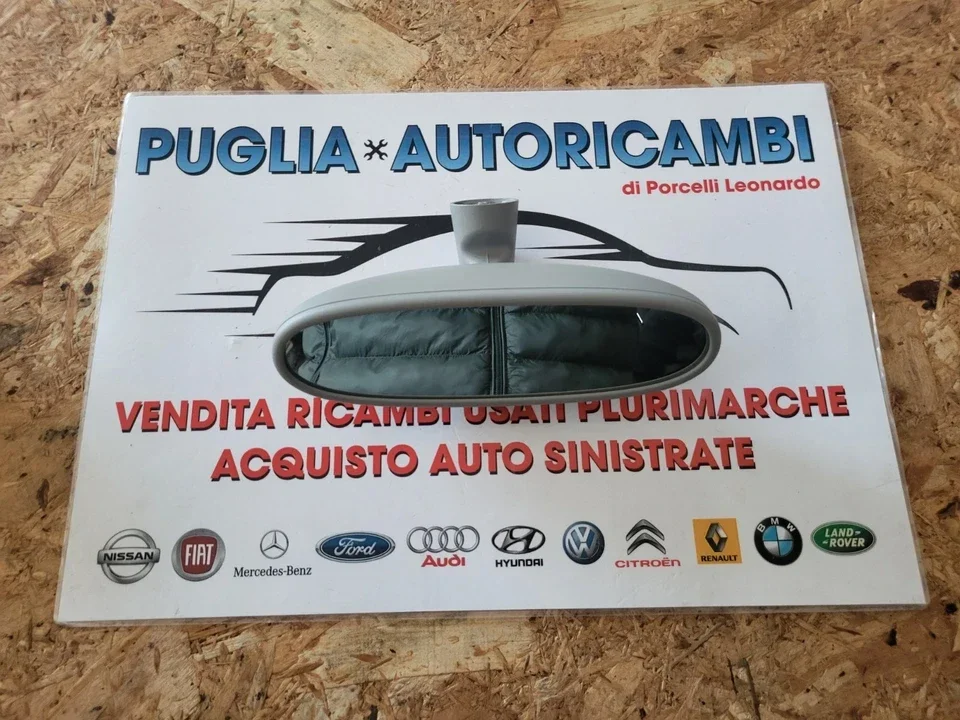 PUGLIA AUTORICAMBI
di Porcelli Leonardo
VENDITA RICAMBI USATI PLURIMARCHE
ACQUISTO AUTO SINISTRATE
NISSAN FIAT Mercedes-Benz Ford Audi HYUNDAI VW CITROËN RENAULT BMW LAND ROVER